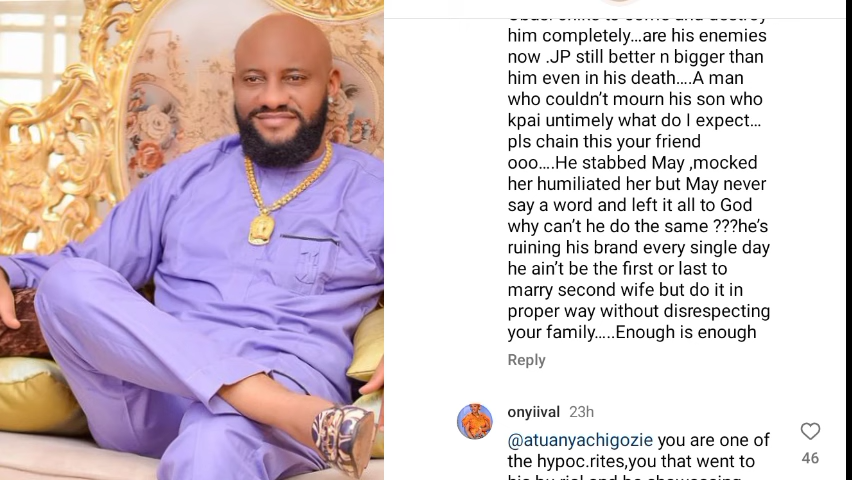 him completely...are his enemies
now .JP still better n bigger than
him even in his death....A man
who couldn't mourn his son who
kpai untimely what do I expect...
pls chain this your friend
ooo....He stabbed May ,mocked
her humiliated her but May never
say a word and left it all to God
why can't he do the same ???he's
ruining his brand every single day
he ain't be the first or last to
marry second wife but do it in
proper way without disrespecting
your family.....Enough is enough
Reply
onyiival 23h
@atuanyachigozie you are one of
the hypoc.rites,you that went to
46